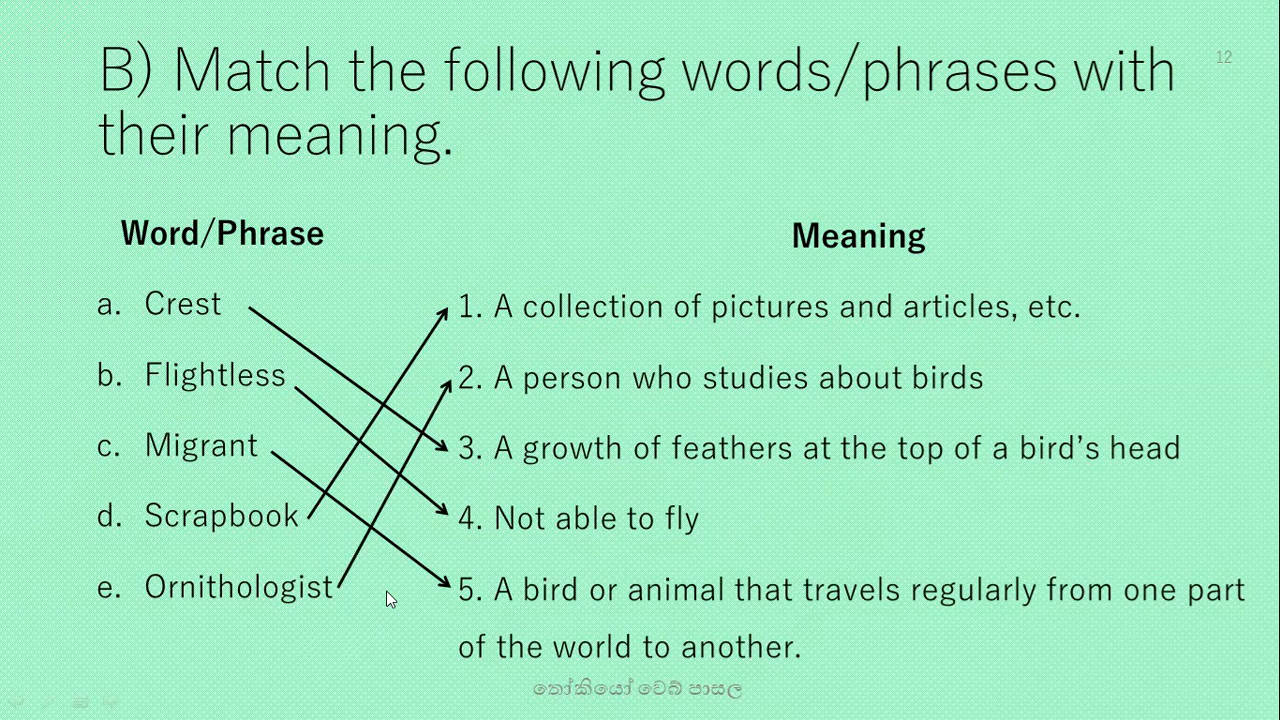 B) Match the following words/phrases with
their meaning.
12
Word/Phrase
Meaning
a. Crest
1. A collection of pictures and articles, etc.
b. Flightless
2. A person who studies about birds
c. Migrant
3. A growth of feathers at the top of a bird’s head
d. Scrapbook
4. Not able to fly
e. Ornithologist
5. A bird or animal that travels regularly from one part
of the world to another.
තෝකියෝ වෙබ් පාසල